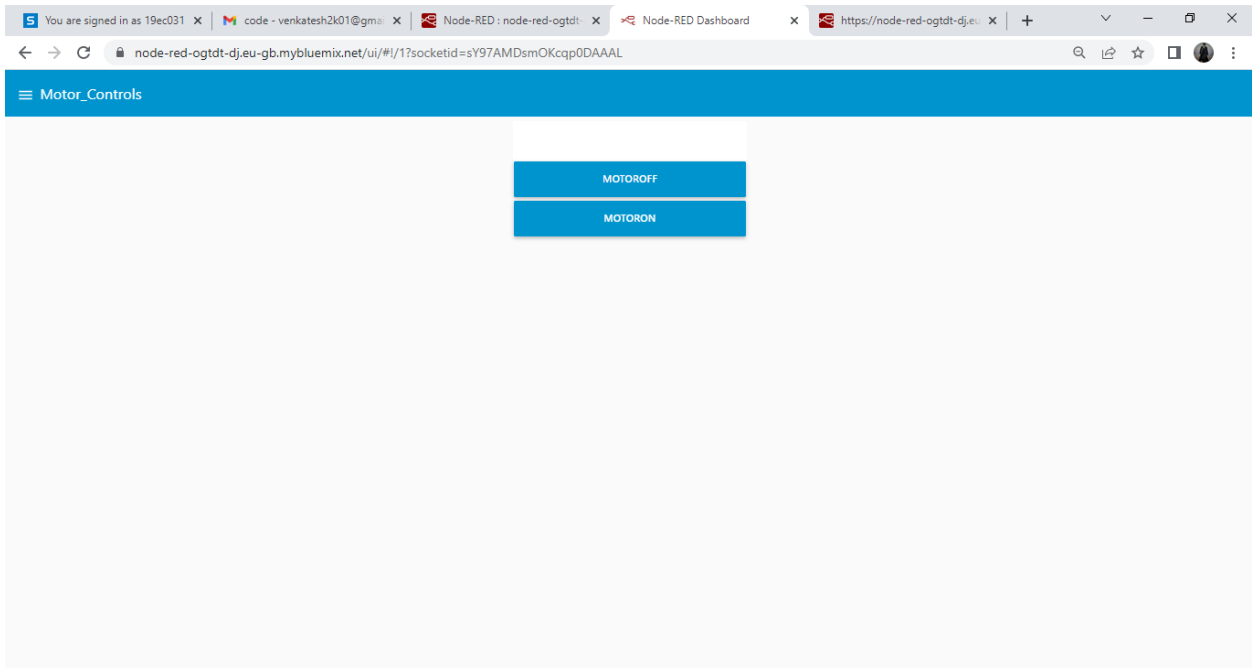 You are signed in as 19ec031
code - venkatesh2k01@gmai
Node-RED : node-red-ogtdt-
Node-RED Dashboard
https://node-red-ogtdt-dj.eu
node-red-ogtdt-dj.eu-gb.mybluemix.net/ui/#!/1?socketid=sY97AMDsmOKcqp0DAAAL
Motor_Controls
MOTOROFF
MOTORON